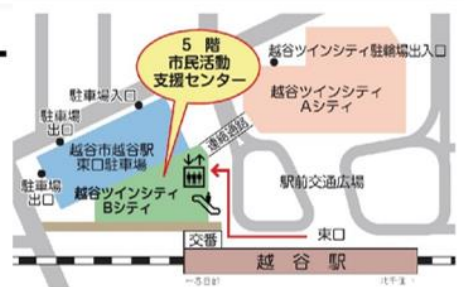 5 階
市民活動
支援センター
越谷ツインシティ駐輪場出入口
越谷ツインシティ
Aシティ
駐車場入口
駐車場
出口
越谷市越谷駅
東口駐車場
連絡通路
駐車場
出口
越谷ツインシティ
Bシティ
駅前交通広場
交番
東口
越谷駅